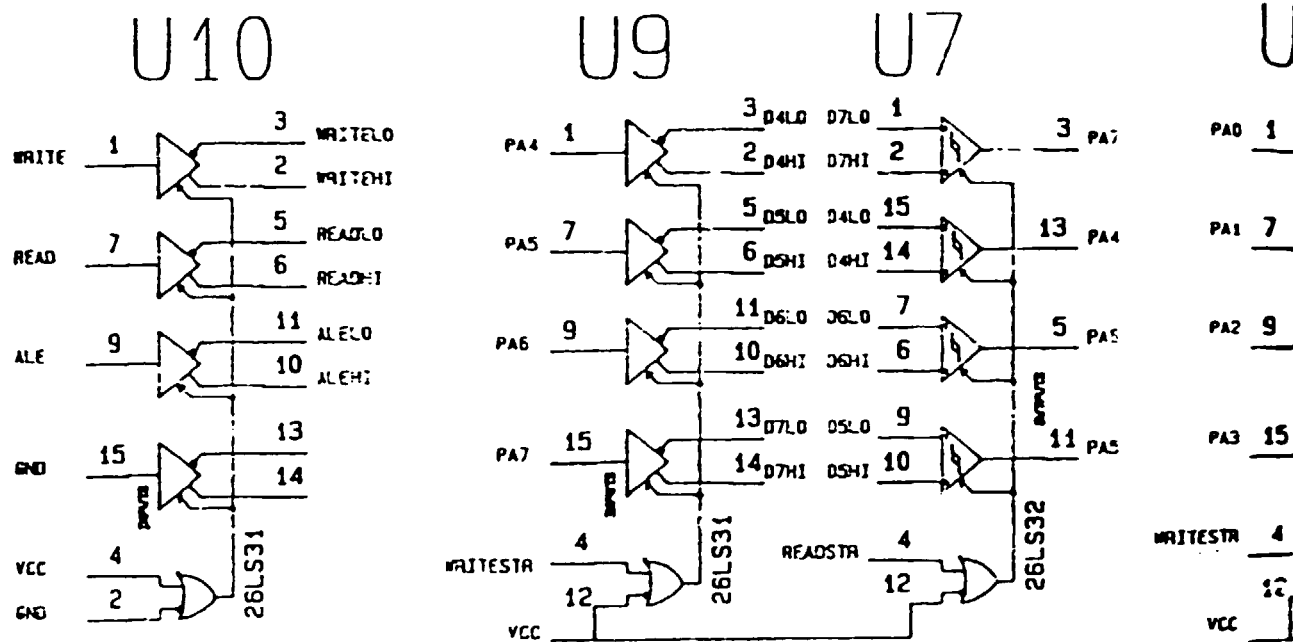 U10
WRITE 1 3 WRITELO
2 WRITEHI
READ 7 5 READLO
6 READHI
ALE 9 11 ALELO
10 ALEHI
GND 15 13
14
INPUTS
VCC 4
GND 2
26LS31
U9
PA4 1 3 D4LO
2 D4HI
PA5 7 5 D5LO
6 D5HI
PA6 9 11 D6LO
10 D6HI
PA7 15 13 D7LO
14 D7HI
INPUTS
WRITESTR 4
12
VCC
26LS31
U7
D7LO 1 3 PA7
D7HI 2
D4LO 15 13 PA4
D4HI 14
D6LO 7 5
D6HI 6
OUTPUTS
D5LO 9 11 PA5
D5HI 10
READSTR 4
12
26LS32
U
PA0 1
PA1 7
PA2 9
PA3 15
WRITESTR 4
12
VCC